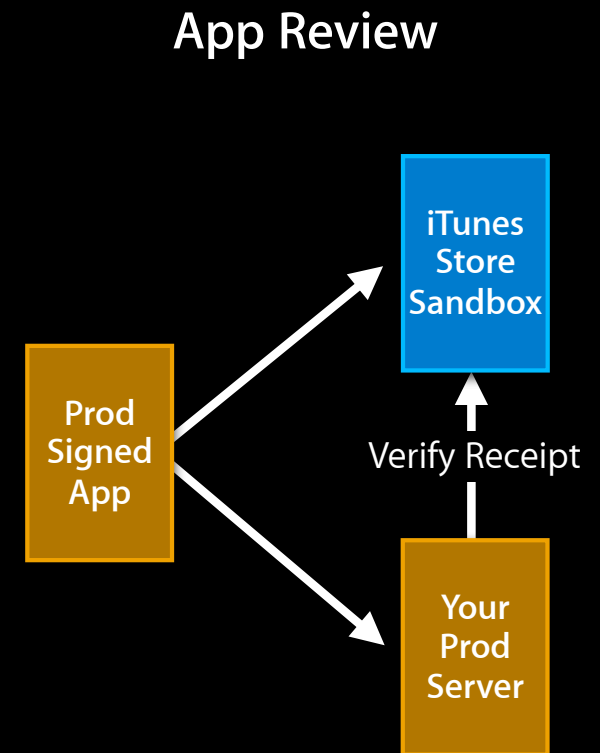 App Review
iTunes
Store
Sandbox
Prod
Signed
App
Verify Receipt
Your
Prod
Server